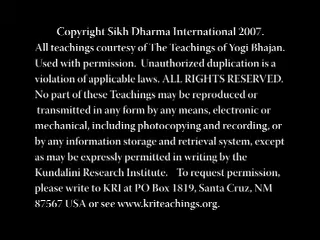 Copyright Sikh Dharma International 2007.
All teachings courtesy of The Teachings of Yogi Bhajan.
Used with permission.  Unauthorized duplication is a
violation of applicable laws. ALL RIGHTS RESERVED.
No part of these Teachings may be reproduced or
transmitted in any form by any means, electronic or
mechanical, including photocopying and recording, or
by any information storage and retrieval system, except
as may be expressly permitted in writing by the
Kundalini Research Institute.    To request permission,
please write to KRI at PO Box 1819, Santa Cruz, NM
87567 USA or see www.kriteachings.org.